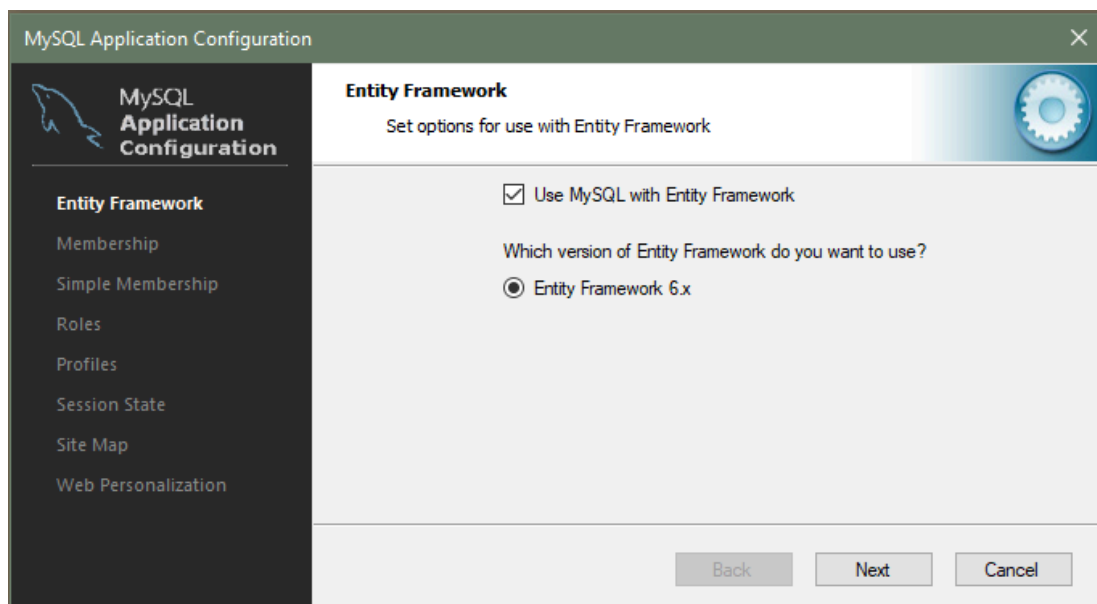 MySQL Application Configuration
MySQL
Application
Configuration
Entity Framework
Membership
Simple Membership
Roles
Profiles
Session State
Site Map
Web Personalization
Entity Framework
Set options for use with Entity Framework
Use MySQL with Entity Framework
Which version of Entity Framework do you want to use?
Entity Framework 6.x
Back
Next
Cancel